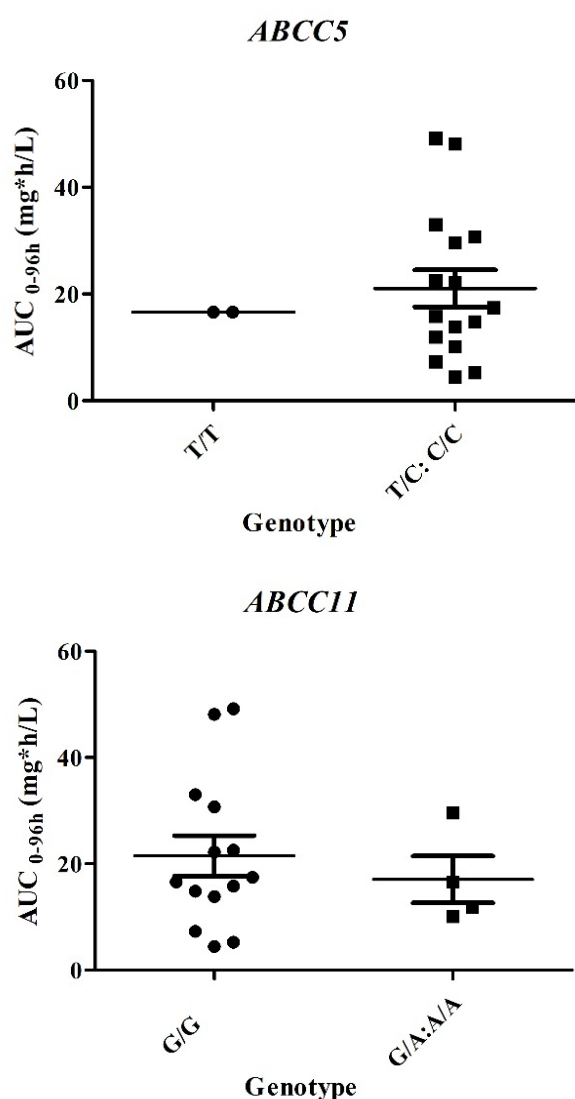 ABCC5
AUC 0-96h (mg*h/L)
60
40
20
0
T/T
T/C: C/C
Genotype
ABCC11
AUC 0-96h (mg*h/L)
60
40
20
0
G/G
G/A:A/A
Genotype